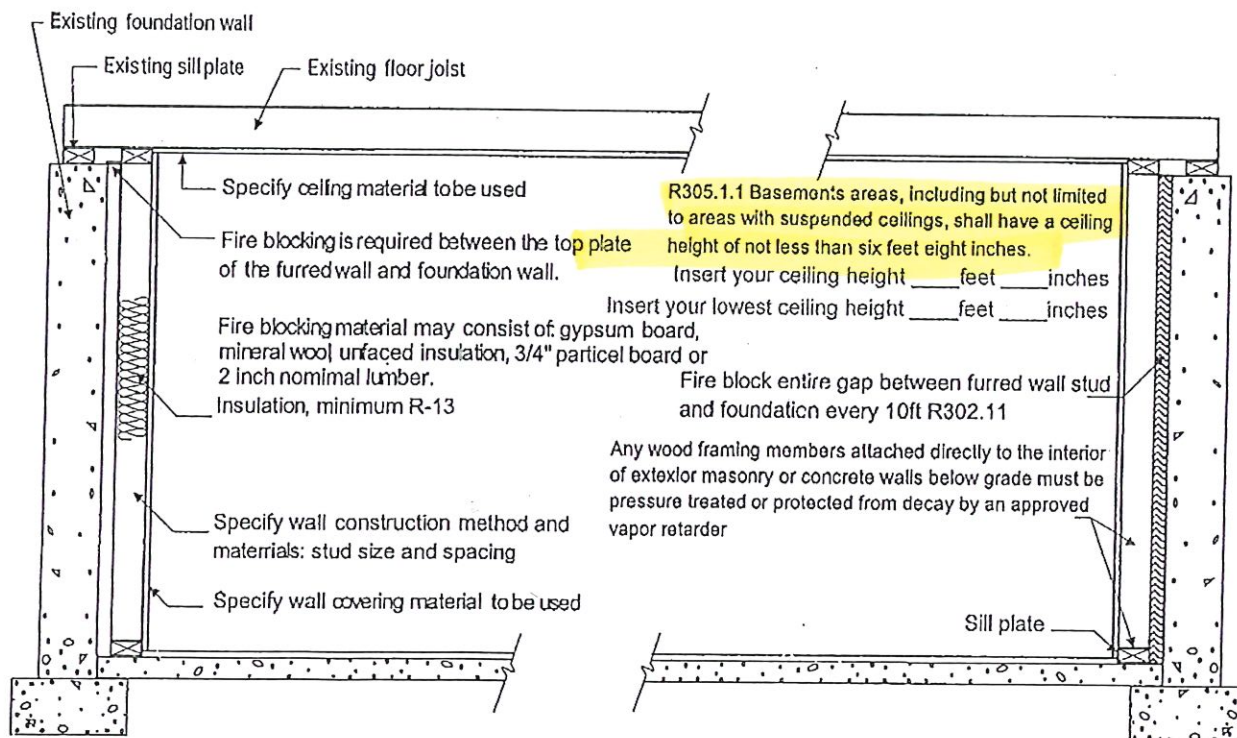 Existing foundation wall
Existing sill plate
Existing floor joist
Specify ceiling material to be used
Fire blocking is required between the top plate
of the furred wall and foundation wall.
Fire blocking material may consist of: gypsum board,
mineral wool, unfaced insulation, 3/4" particel board or
2 inch nomimal lumber.
Insulation, minimum R-13
Specify wall construction method and
materrials: stud size and spacing
Specify wall covering material to be used
R305.1.1 Basements areas, including but not limited
to areas with suspended ceilings, shall have a ceiling
height of not less than six feet eight inches.
Insert your ceiling height ____feet ____inches
Insert your lowest ceiling height ____feet ____inches
Fire block entire gap between furred wall stud
and foundation every 10ft R302.11
Any wood framing members attached directly to the interior
of extexlor masonry or concrete walls below grade must be
pressure treated or protected from decay by an approved
vapor retarder
Sill plate